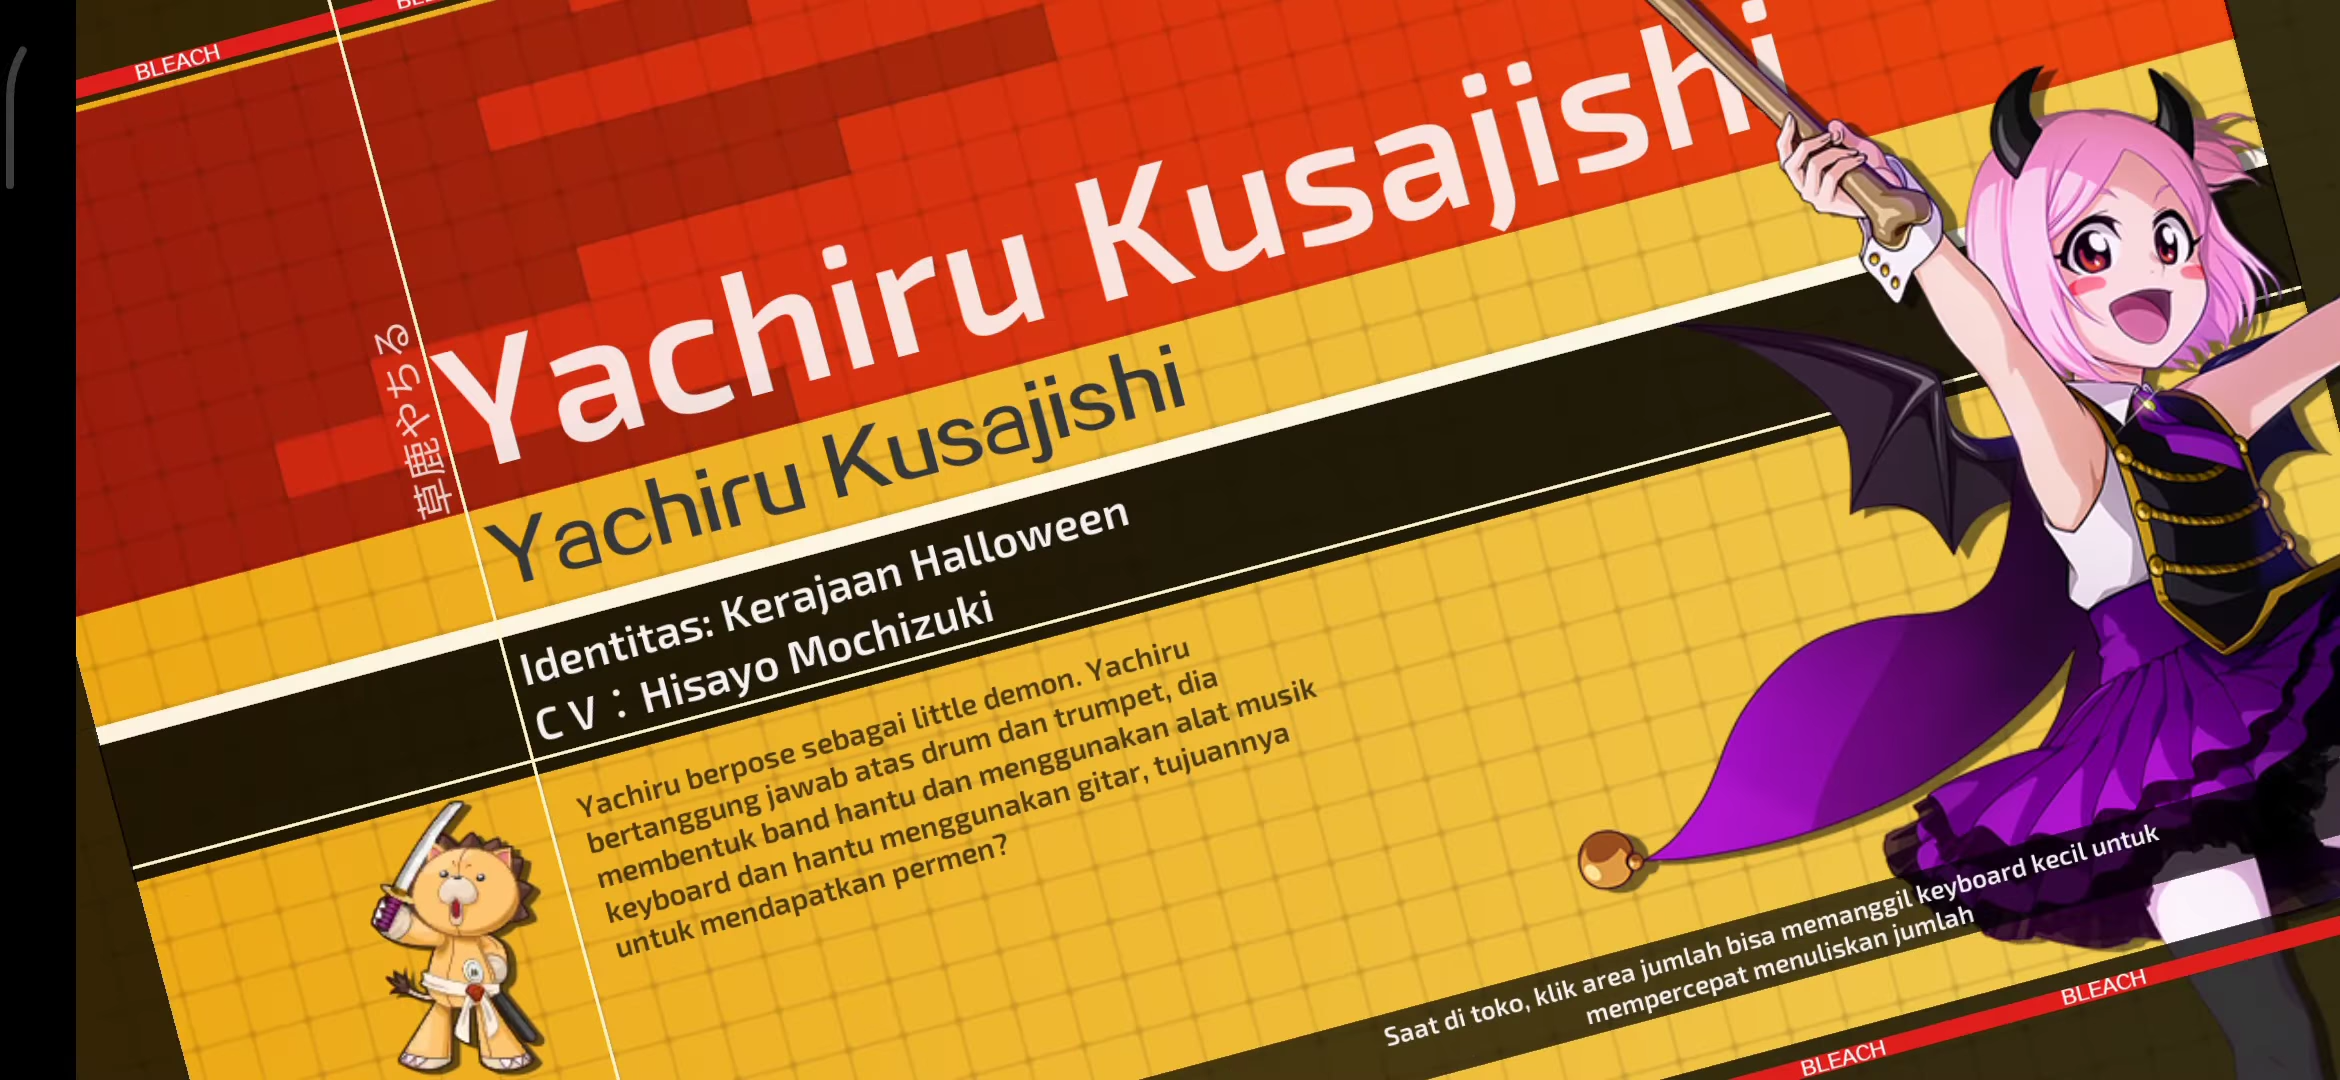 BLEACH
草鹿やちる
Yachiru Kusajishi
Yachiru Kusajishi
Identitas: Kerajaan Halloween
CV：Hisayo Mochizuki
Yachiru berpose sebagai little demon. Yachiru
bertanggung jawab atas drum dan trumpet, dia
membentuk band hantu dan menggunakan alat musik
keyboard dan hantu menggunakan gitar, tujuannya
untuk mendapatkan permen?
Saat di toko, klik area jumlah bisa memanggil keyboard kecil untuk
mempercepat menuliskan jumlah
BLEACH
BLEACH